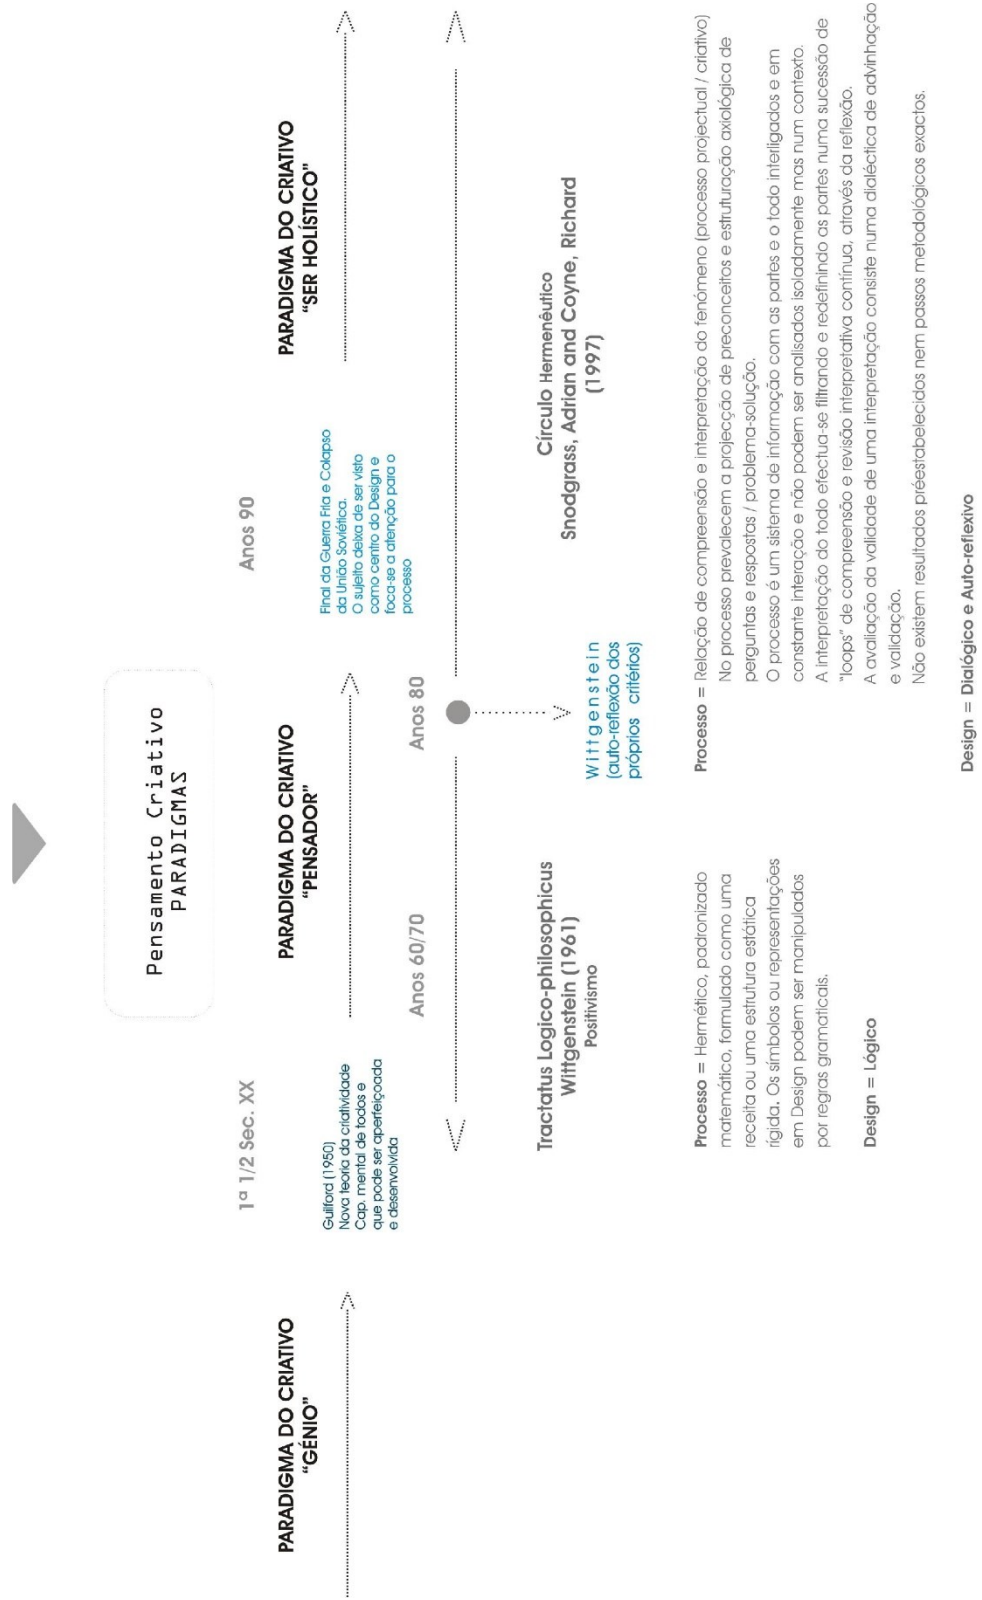 Pensamento Criativo
PARADIGMAS
1ª 1/2 Sec. XX
Anos 90
PARADIGMA DO CRIATIVO
“GÉNIO”
PARADIGMA DO CRIATIVO
“PENSADOR”
PARADIGMA DO CRIATIVO
“SER HOLÍSTICO”
Guilford (1950)
Nova teoria da criatividade
Cap. mental de todos e
que pode ser aperfeiçoada
e desenvolvida
Final da Guerra Fria e Colapso
da União Soviética.
O sujeito deixa de ser visto
como centro do Design e
foca-se a atenção para o
processo
Anos 60/70
Anos 80
Tractatus Logico-philosophicus
Wittgenstein (1961)
Positivismo
Wittgenstein
(auto-reflexão dos
próprios critérios)
Círculo Hermenêutico
Snodgrass, Adrian and Coyne, Richard
(1997)
Processo = Hermético, padronizado
matemático, formulado como uma
receita ou uma estrutura estática
rígida. Os símbolos ou representações
em Design podem ser manipulados
por regras gramaticais.
Design = Lógico
Processo = Relação de compreensão e interpretação do fenómeno (processo projectual / criativo)
No processo prevalecem a projecção de preconceitos e estruturação axiológica de
perguntas e respostas / problema-solução.
O processo é um sistema de informação com as partes e o todo interligados e em
constante interação e não podem ser analisados isoladamente mas num contexto.
A interpretação do todo efectua-se filtrando e redefinindo as partes numa sucessão de
“loops” de compreensão e revisão interpretativa contínua, através da reflexão.
A avaliação da validade de uma interpretação consiste numa dialéctica de advinhação
e validação.
Não existem resultados préestabelecidos nem passos metodológicos exactos.
Design = Dialógico e Auto-reflexivo